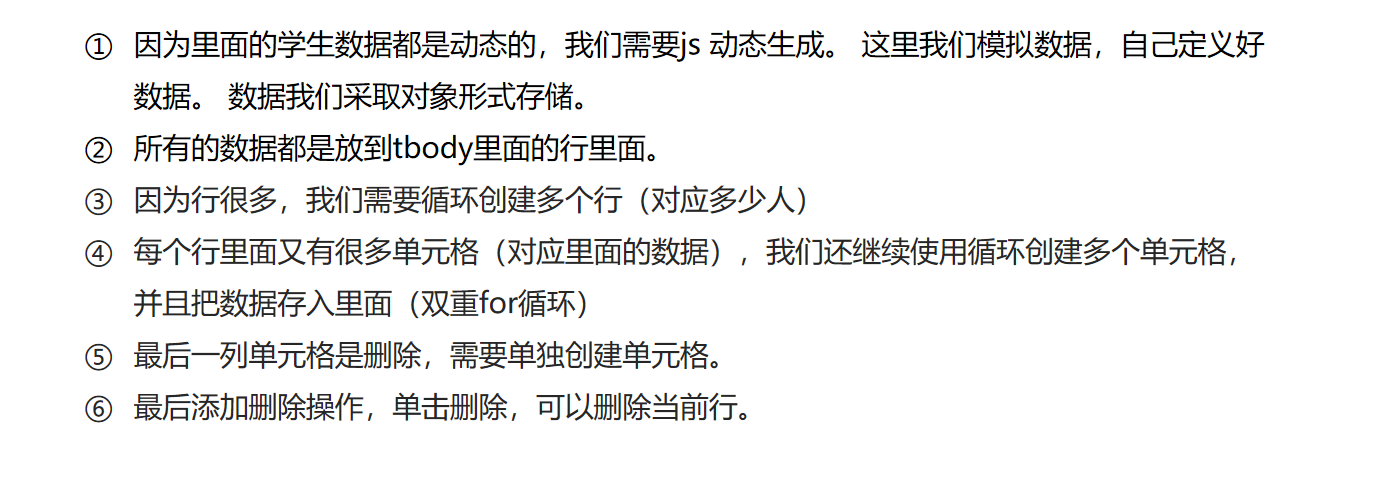 ① 因为里面的学生数据都是动态的，我们需要js 动态生成。 这里我们模拟数据，自己定义好
数据。 数据我们采取对象形式存储。
② 所有的数据都是放到tbody里面的行里面。
③ 因为行很多，我们需要循环创建多个行（对应多少人）
④ 每个行里面又有很多单元格（对应里面的数据），我们还继续使用循环创建多个单元格，
并且把数据存入里面（双重for循环）
⑤ 最后一列单元格是删除，需要单独创建单元格。
⑥ 最后添加删除操作，单击删除，可以删除当前行。